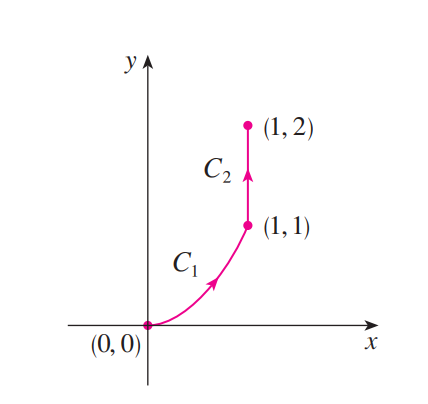 y
(1, 2)
C₂
(1, 1)
C₁
(0, 0)
x